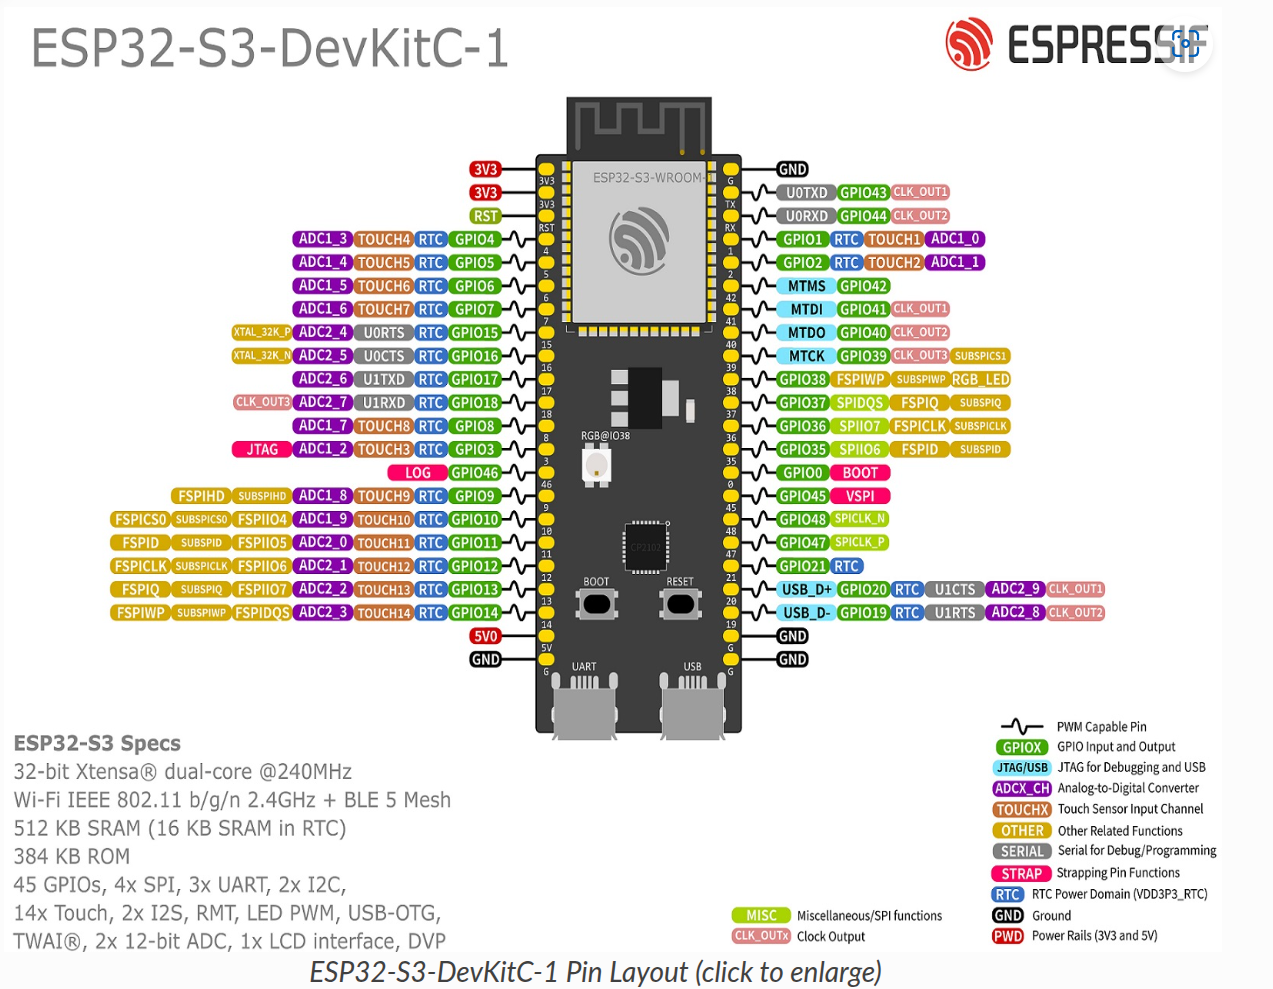 ESP32-S3-DevKitC-1
ESPRESSIF
ESP32-S3-WROOM-1
3V3 3V3 GND G
3V3 3V3 U0TXD GPIO43 CLK_OUT1 TX
RST RST U0RXD GPIO44 CLK_OUT2 RX
ADC1_3 TOUCH4 RTC GPIO4 4 1 GPIO1 RTC TOUCH1 ADC1_0
ADC1_4 TOUCH5 RTC GPIO5 5 2 GPIO2 RTC TOUCH2 ADC1_1
ADC1_5 TOUCH6 RTC GPIO6 6 42 MTMS GPIO42
ADC1_6 TOUCH7 RTC GPIO7 7 41 MTDI GPIO41 CLK_OUT1
XTAL_32K_P ADC2_4 U0RTS RTC GPIO15 15 40 MTDO GPIO40 CLK_OUT2
XTAL_32K_N ADC2_5 U0CTS RTC GPIO16 16 39 MTCK GPIO39 CLK_OUT3 SUBSPICS1
ADC2_6 U1TXD RTC GPIO17 17 38 GPIO38 FSPIWP SUBSPIWP RGB_LED
CLK_OUT3 ADC2_7 U1RXD RTC GPIO18 18 37 GPIO37 SPIDQS FSPIQ SUBSPIQ
ADC1_7 TOUCH8 RTC GPIO8 8 36 GPIO36 SPIIO7 FSPICLK SUBSPICLK
RGB@IO38
JTAG ADC1_2 TOUCH3 RTC GPIO3 3 35 GPIO35 SPIIO6 FSPID SUBSPID
LOG GPIO46 46 0 GPIO0 BOOT
FSPIHD SUBSPIHD ADC1_8 TOUCH9 RTC GPIO9 9 45 GPIO45 VSPI
FSPICS0 SUBSPICS0 FSPIIO4 ADC1_9 TOUCH10 RTC GPIO10 10 48 GPIO48 SPICLK_N
FSPID SUBSPID FSPIIO5 ADC2_0 TOUCH11 RTC GPIO11 11 CP2102 47 GPIO47 SPICLK_P
FSPICLK SUBSPICLK FSPIIO6 ADC2_1 TOUCH12 RTC GPIO12 12 21 GPIO21 RTC
BOOT RESET
FSPIQ SUBSPIQ FSPIIO7 ADC2_2 TOUCH13 RTC GPIO13 13 20 USB_D+ GPIO20 RTC U1CTS ADC2_9 CLK_OUT1
FSPIWP SUBSPIWP FSPIDQS ADC2_3 TOUCH14 RTC GPIO14 14 19 USB_D- GPIO19 RTC U1RTS ADC2_8 CLK_OUT2
5V0 5V G GND
GND G G GND
UART USB
ESP32-S3 Specs
32-bit Xtensa® dual-core @240MHz
Wi-Fi IEEE 802.11 b/g/n 2.4GHz + BLE 5 Mesh
512 KB SRAM (16 KB SRAM in RTC)
384 KB ROM
45 GPIOs, 4x SPI, 3x UART, 2x I2C,
14x Touch, 2x I2S, RMT, LED PWM, USB-OTG,
TWAI®, 2x 12-bit ADC, 1x LCD interface, DVP
MISC Miscellaneous/SPI functions
CLK_OUTx Clock Output
PWM Capable Pin
GPIOX GPIO Input and Output
JTAG/USB JTAG for Debugging and USB
ADCX_CH Analog-to-Digital Converter
TOUCHX Touch Sensor Input Channel
OTHER Other Related Functions
SERIAL Serial for Debug/Programming
STRAP Strapping Pin Functions
RTC RTC Power Domain (VDD3P3_RTC)
GND Ground
PWD Power Rails (3V3 and 5V)
ESP32-S3-DevKitC-1 Pin Layout (click to enlarge)